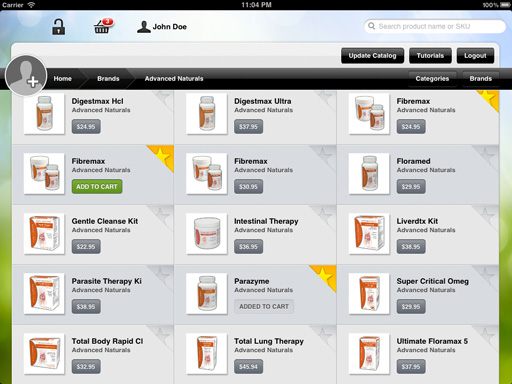 Carrier
11:04 PM
100%
3
John Doe
Search product name or SKU
Update Catalog
Tutorials
Logout
Home
Brands
Advanced Naturals
Categories
Brands
Digestmax Hcl
Advanced Naturals
$24.95
Digestmax Ultra
Advanced Naturals
$37.95
Fibremax
Advanced Naturals
$24.95
Fibremax
Advanced Naturals
ADD TO CART
Fibremax
Advanced Naturals
$30.95
Floramed
Advanced Naturals
$29.95
Gentle Cleanse Kit
Advanced Naturals
$22.95
Intestinal Therapy
Advanced Naturals
$36.95
Liverdtx Kit
Advanced Naturals
$38.95
Parasite Therapy Ki
Advanced Naturals
$38.95
Parazyme
Advanced Naturals
ADDED TO CART
Super Critical Omeg
Advanced Naturals
$29.95
Total Body Rapid Cl
Advanced Naturals
$32.95
Total Lung Therapy
Advanced Naturals
$45.94
Ultimate Floramax 5
Advanced Naturals
$37.95